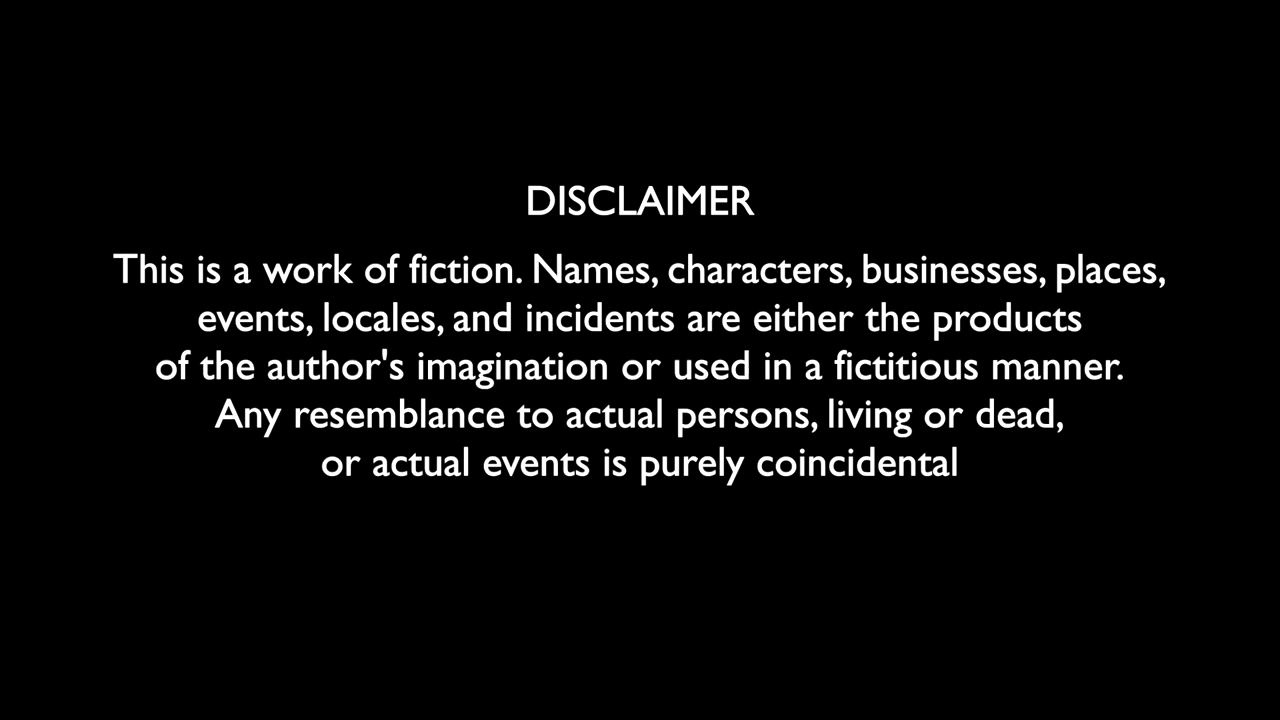 DISCLAIMER
This is a work of fiction. Names, characters, businesses, places,
events, locales, and incidents are either the products
of the author's imagination or used in a fictitious manner.
Any resemblance to actual persons, living or dead,
or actual events is purely coincidental